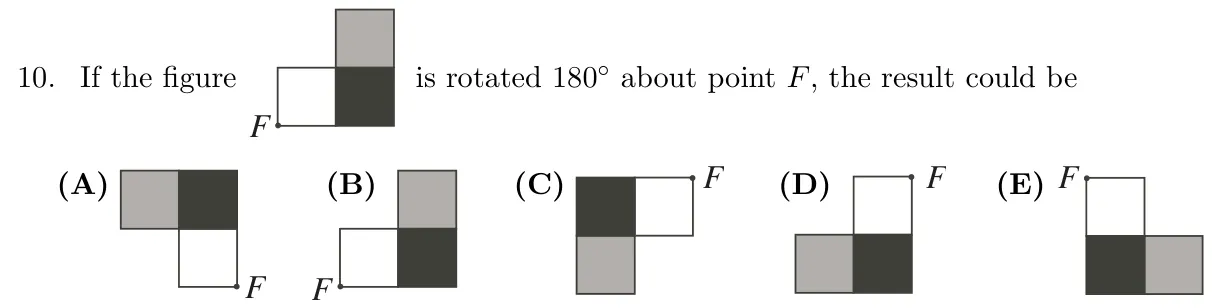 10. If the figure F is rotated 180° about point F, the result could be
(A) F (B) F (C) F (D) F (E) F